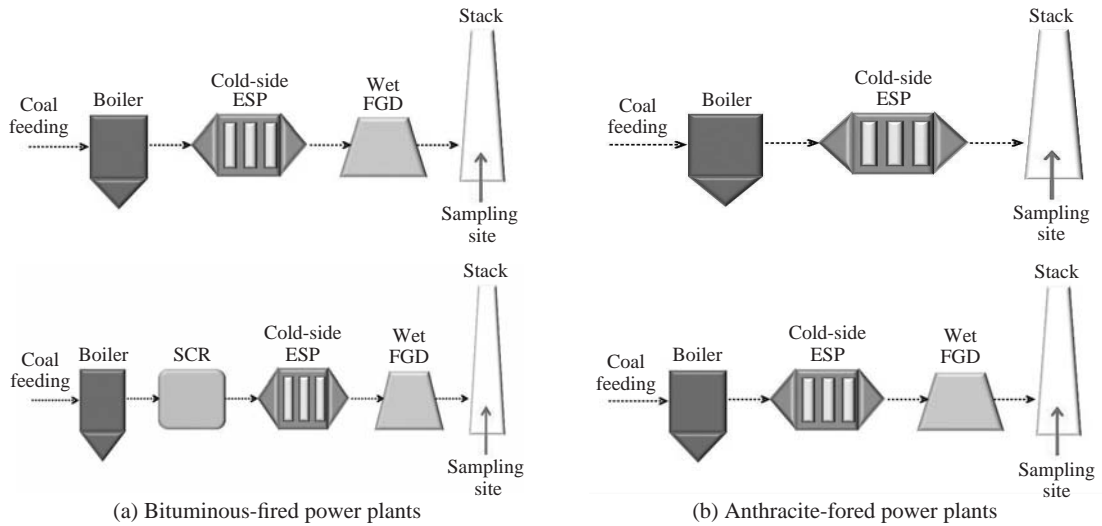 Stack
Cold-side
ESP
Wet
FGD
Boiler
Coal
feeding
Sampling
site
Stack
Cold-side
ESP
Boiler
Coal
feeding
Sampling
site
Stack
Cold-side
ESP
Wet
FGD
SCR
Boiler
Coal
feeding
Sampling
site
Stack
Cold-side
ESP
Wet
FGD
Boiler
Coal
feeding
Sampling
site
(a) Bituminous-fired power plants
(b) Anthracite-fored power plants